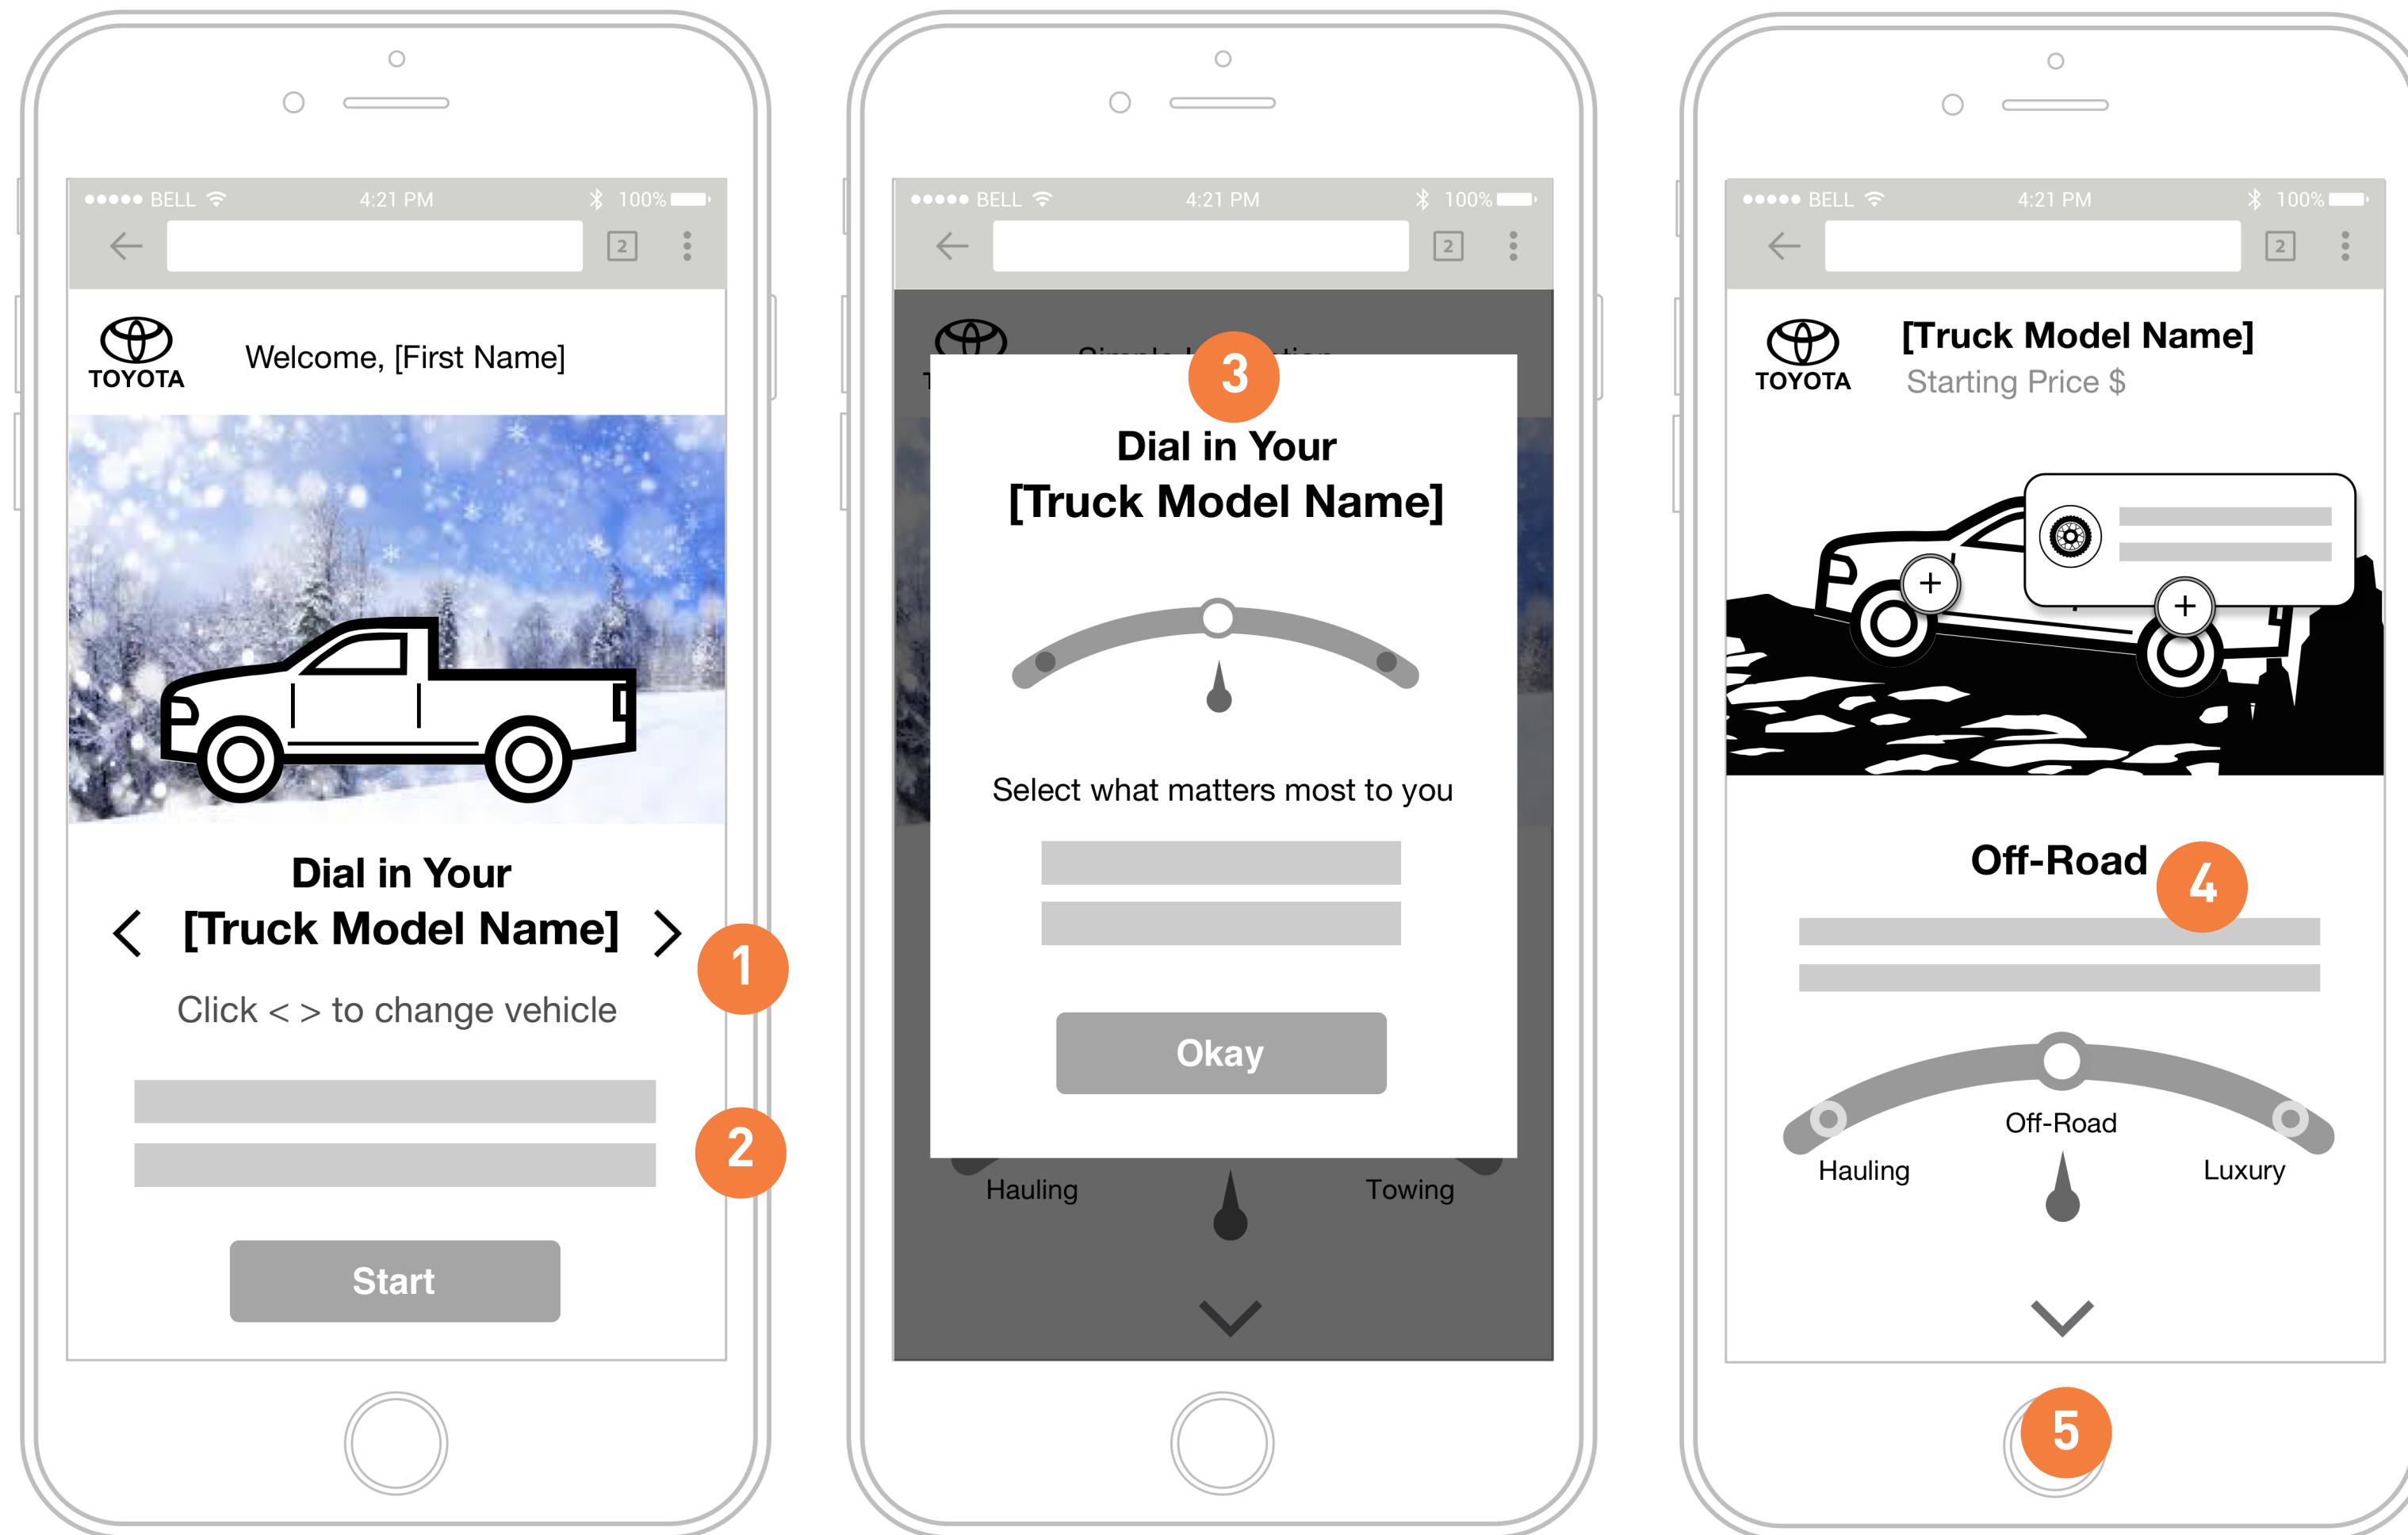 BELL 4:21 PM 100%
2
TOYOTA
Welcome, [First Name]
Dial in Your
< [Truck Model Name] >
1
Click < > to change vehicle
2
Start
BELL 4:21 PM 100%
2
3
Dial in Your
[Truck Model Name]
Select what matters most to you
Okay
Hauling
Towing
BELL 4:21 PM 100%
2
TOYOTA
[Truck Model Name]
Starting Price $
+
+
Off-Road
4
Off-Road
Hauling
Luxury
5